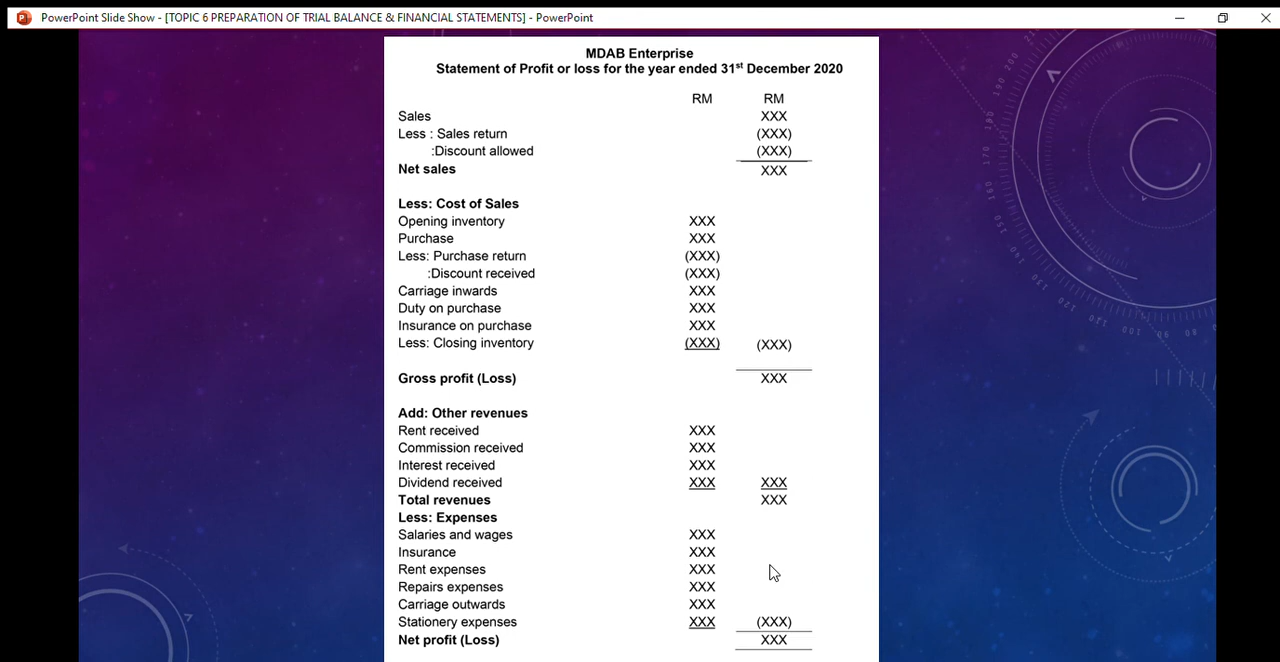 PowerPoint Slide Show - [TOPIC 6 PREPARATION OF TRIAL BALANCE & FINANCIAL STATEMENTS] - PowerPoint
MDAB Enterprise
Statement of Profit or loss for the year ended 31st December 2020
RM RM
Sales XXX
Less : Sales return (XXX)
:Discount allowed (XXX)
Net sales XXX
Less: Cost of Sales
Opening inventory XXX
Purchase XXX
Less: Purchase return (XXX)
:Discount received (XXX)
Carriage inwards XXX
Duty on purchase XXX
Insurance on purchase XXX
Less: Closing inventory (XXX) (XXX)
Gross profit (Loss) XXX
Add: Other revenues
Rent received XXX
Commission received XXX
Interest received XXX
Dividend received XXX XXX
Total revenues XXX
Less: Expenses
Salaries and wages XXX
Insurance XXX
Rent expenses XXX
Repairs expenses XXX
Carriage outwards XXX
Stationery expenses XXX (XXX)
Net profit (Loss) XXX